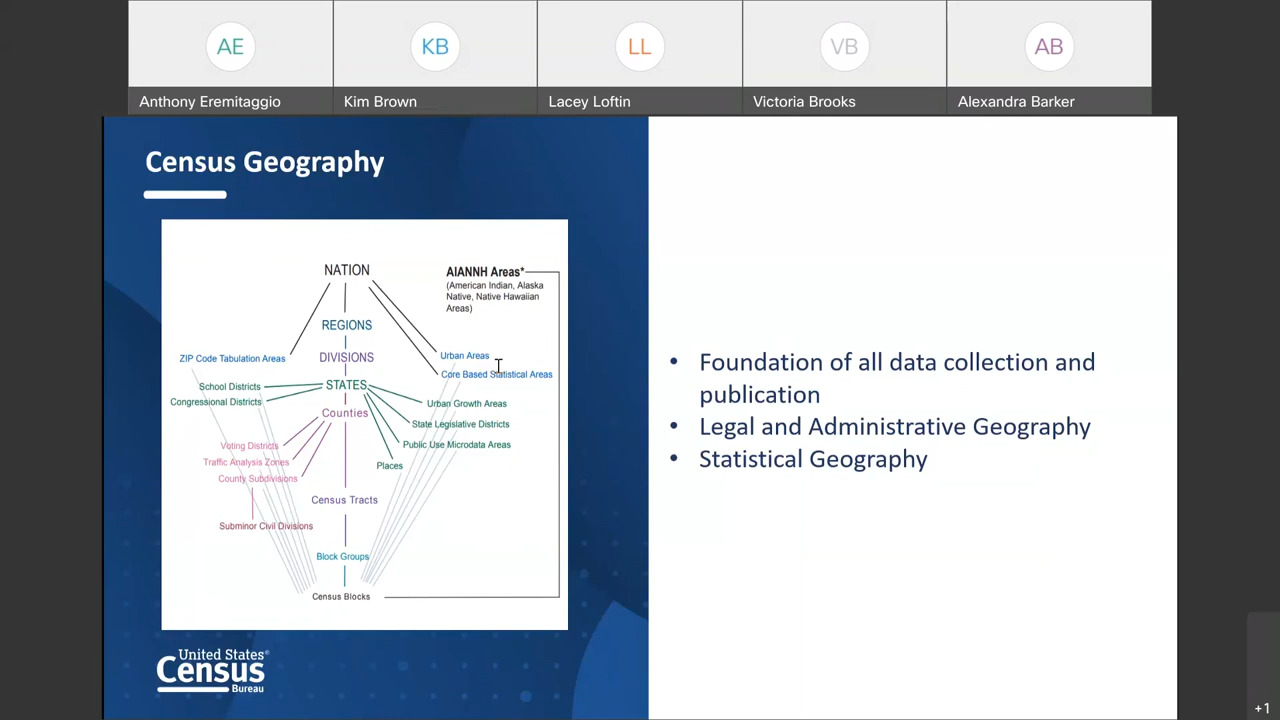 AE
KB
LL
VB
AB
Anthony Eremitaggio
Kim Brown
Lacey Loftin
Victoria Brooks
Alexandra Barker
Census Geography
NATION
AIANNH Areas*
(American Indian, Alaska
Native, Native Hawaiian
Areas)
REGIONS
ZIP Code Tabulation Areas
DIVISIONS
Urban Areas
Core Based Statistical Areas
School Districts
STATES
Congressional Districts
Urban Growth Areas
Counties
State Legislative Districts
Voting Districts
Public Use Microdata Areas
Traffic Analysis Zones
Places
County Subdivisions
Census Tracts
Subminor Civil Divisions
Block Groups
Census Blocks
• Foundation of all data collection and
publication
• Legal and Administrative Geography
• Statistical Geography
United States®
Census
Bureau
+1